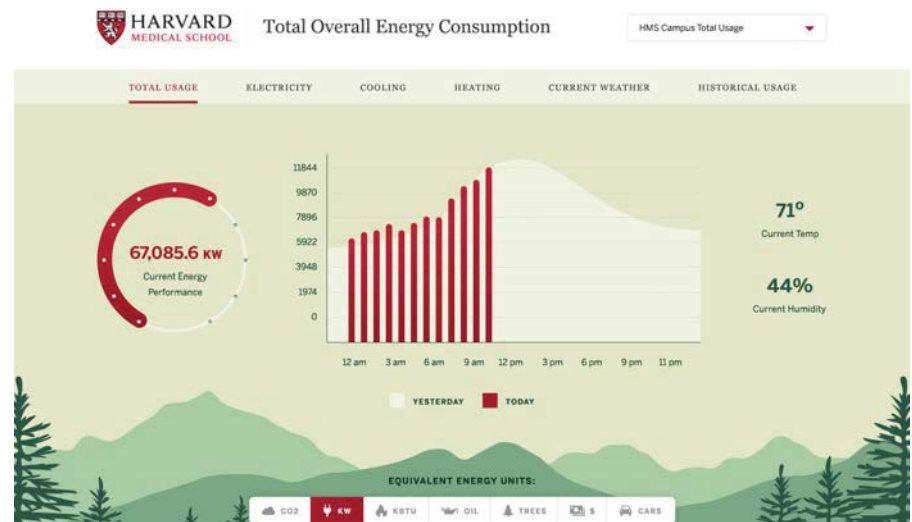 HARVARD
MEDICAL SCHOOL
Total Overall Energy Consumption
HMS Campus Total Usage
TOTAL USAGE
ELECTRICITY
COOLING
HEATING
CURRENT WEATHER
HISTORICAL USAGE
67,085.6 KW
Current Energy
Performance
11844
9870
7896
5922
3948
1974
0
12 am 3 am 6 am 9 am 12 pm 3 pm 6 pm 9 pm 11 pm
YESTERDAY TODAY
71°
Current Temp
44%
Current Humidity
EQUIVALENT ENERGY UNITS:
CO2 KW KBTU OIL TREES $ CARS